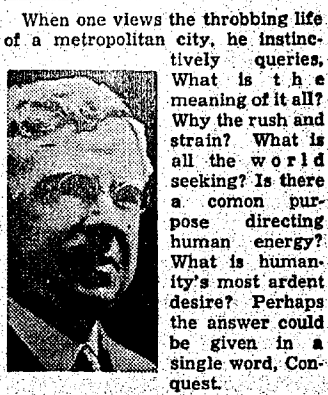 When one views the throbbing life
of a metropolitan city, he instinc-
tively queries,
What is the
meaning of it all?
Why the rush and
strain? What is
all the world
seeking? Is there
a comon pur-
pose directing
human energy?
What is human-
ity's most ardent
desire? Perhaps
the answer could
be given in a
single word, Con-
quest.